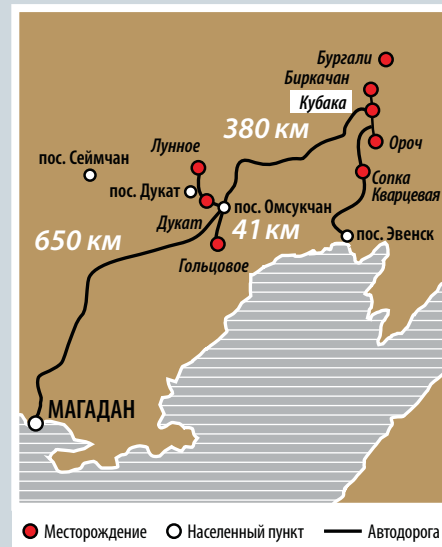 Бургали
Биркачан
Кубака
380 км
Ороч
Лунное
пос. Сеймчан
Сопка
Кварцевая
пос. Дукат
пос. Омсукчан
Дукат
41 км
пос. Эвенск
650 км
Гольцовое
МАГАДАН
Месторождение
Населенный пункт
Автодорога